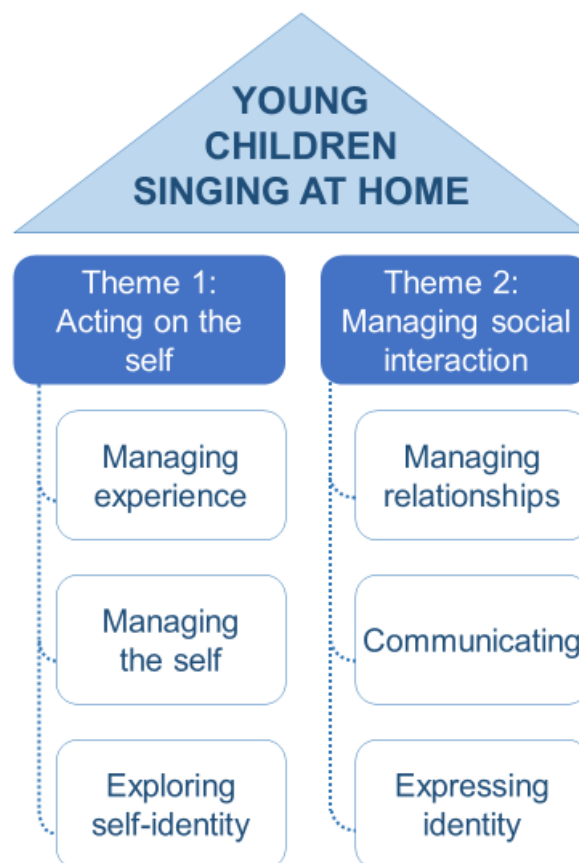 YOUNG
CHILDREN
SINGING AT HOME
Theme 1:
Acting on the
self
Managing
experience
Managing
the self
Exploring
self-identity
Theme 2:
Managing social
interaction
Managing
relationships
Communicating
Expressing
identity